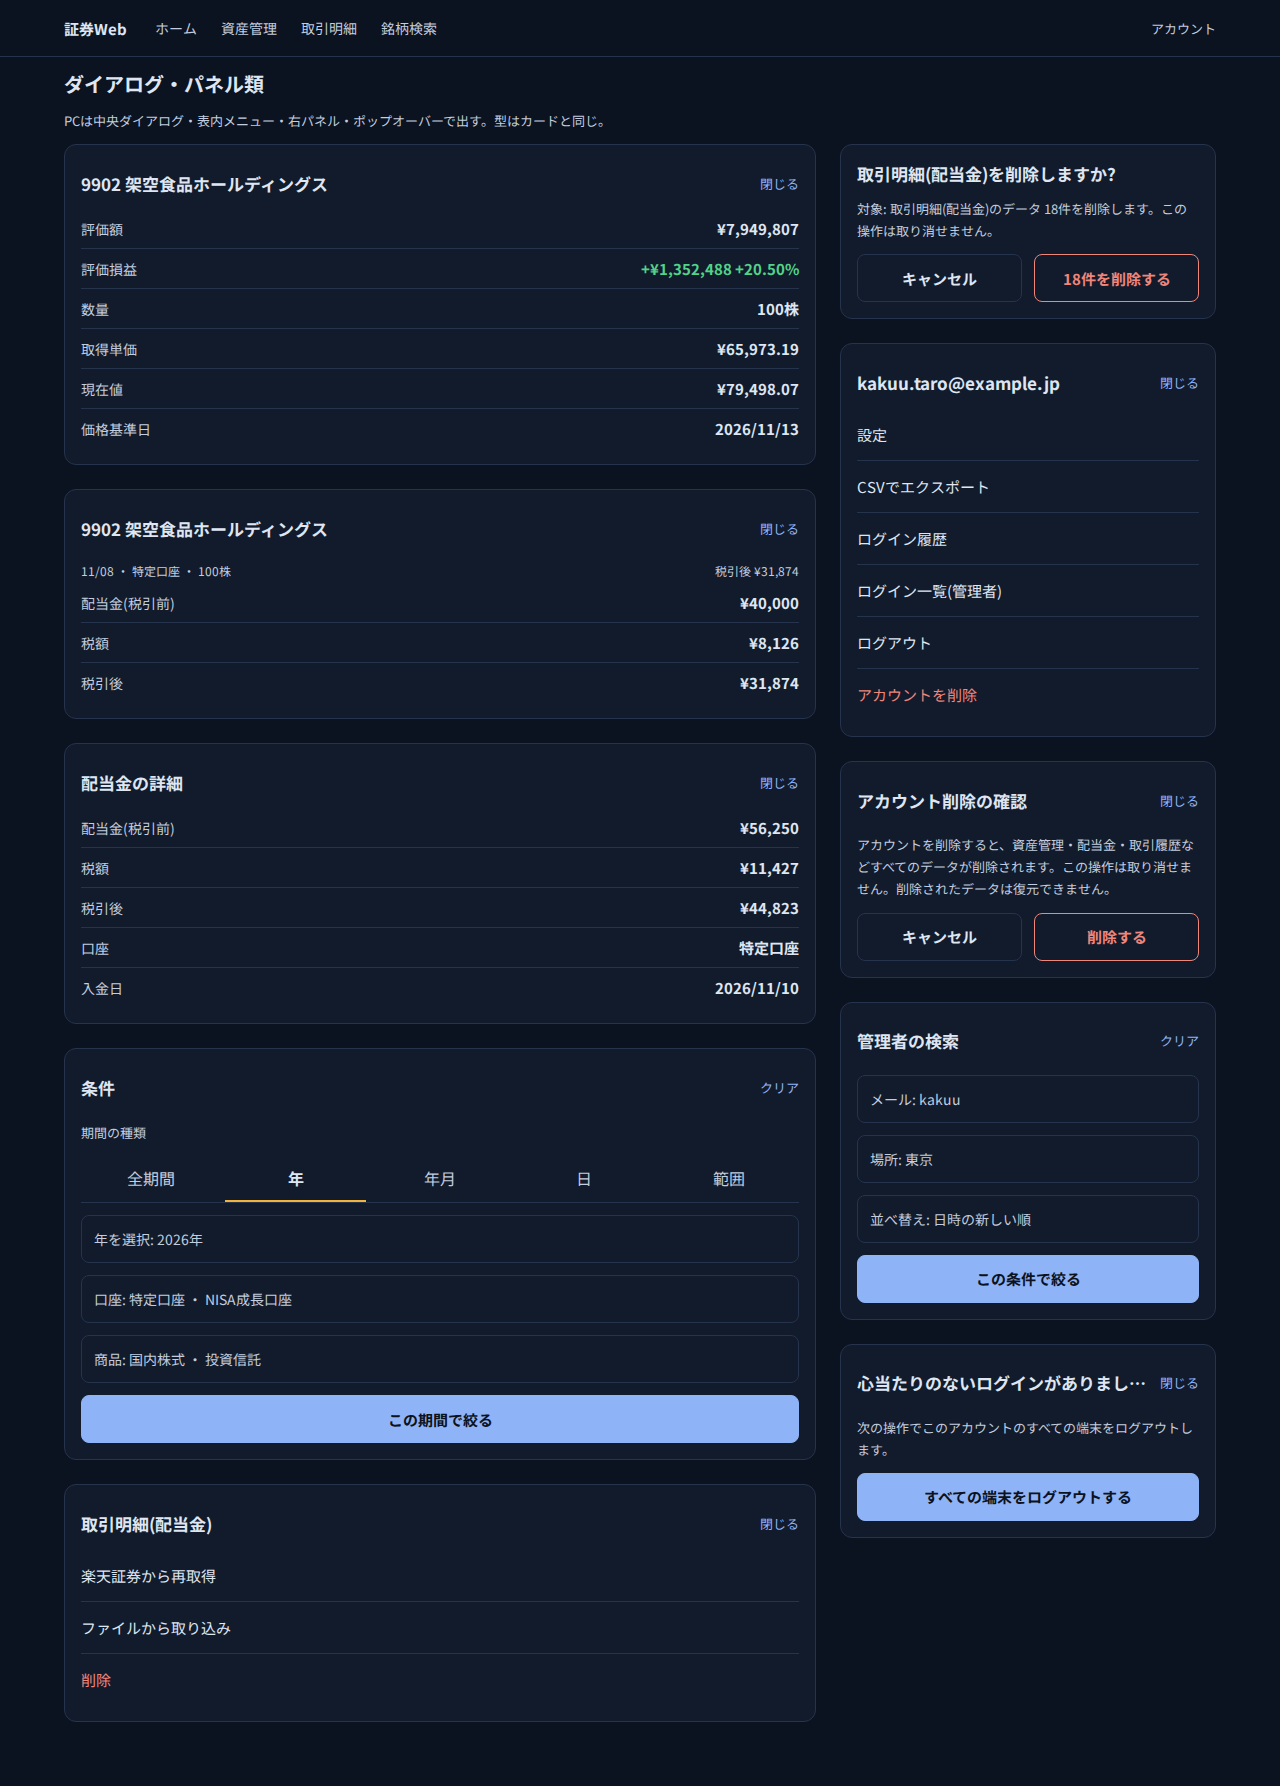 証券Web
ホーム
資産管理
取引明細
銘柄検索
アカウント
ダイアログ・パネル類
PCは中央ダイアログ・表内メニュー・右パネル・ポップオーバーで出す。型はカードと同じ。
9902 架空食品ホールディングス
閉じる
評価額
¥7,949,807
評価損益
+¥1,352,488 +20.50%
数量
100株
取得単価
¥65,973.19
現在値
¥79,498.07
価格基準日
2026/11/13
9902 架空食品ホールディングス
閉じる
11/08 ・ 特定口座 ・ 100株
税引後 ¥31,874
配当金(税引前)
¥40,000
税額
¥8,126
税引後
¥31,874
配当金の詳細
閉じる
配当金(税引前)
¥56,250
税額
¥11,427
税引後
¥44,823
口座
特定口座
入金日
2026/11/10
条件
クリア
期間の種類
全期間
年
年月
日
範囲
年を選択: 2026年
口座: 特定口座 ・ NISA成長口座
商品: 国内株式 ・ 投資信託
この期間で絞る
取引明細(配当金)
閉じる
楽天証券から再取得
ファイルから取り込み
削除
取引明細(配当金)を削除しますか?
対象: 取引明細(配当金)のデータ 18件を削除します。この
操作は取り消せません。
キャンセル
18件を削除する
kakuu.taro@example.jp
閉じる
設定
CSVでエクスポート
ログイン履歴
ログイン一覧(管理者)
ログアウト
アカウントを削除
アカウント削除の確認
閉じる
アカウントを削除すると、資産管理・配当金・取引履歴な
どすべてのデータが削除されます。この操作は取り消せま
せん。削除されたデータは復元できません。
キャンセル
削除する
管理者の検索
クリア
メール: kakuu
場所: 東京
並べ替え: 日時の新しい順
この条件で絞る
心当たりのないログインがありまし…
閉じる
次の操作でこのアカウントのすべての端末をログアウトし
ます。
すべての端末をログアウトする